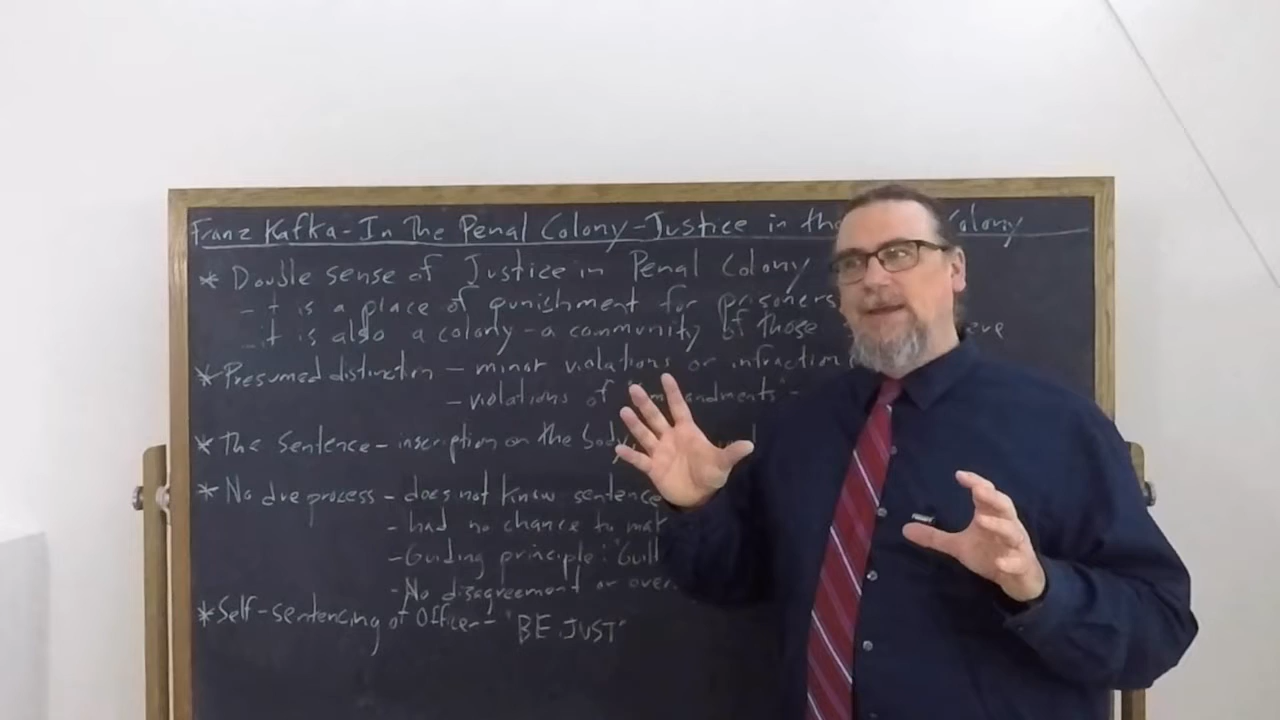 Franz Kafka - In The Penal Colony - Justice in the Colony
* Double sense of Justice in Penal Colony
- it is a place of punishment for prisoners
- it is also a colony - a community of those
* Presumed distinction - minor violations or infraction
- violations of
* The Sentence - inscription on the body
* No due process - does not know sentence
- had no chance to
- Guiding principle: "
- No disagreement or
* Self-sentencing of Officer - "BE JUST"